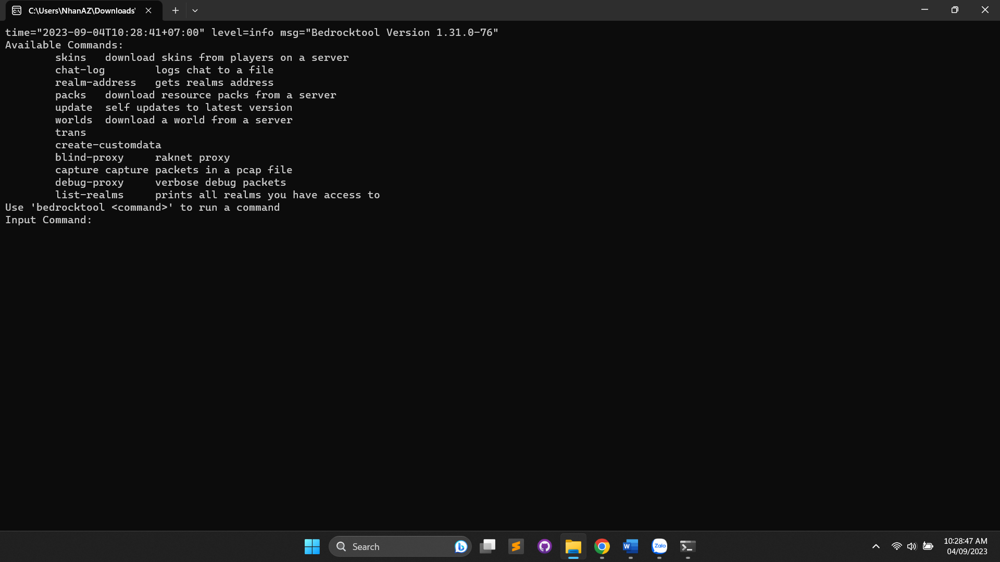 C:\Users\NhanAZ\Downloads'
time="2023-09-04T10:28:41+07:00" level=info msg="Bedrocktool Version 1.31.0-76"
Available Commands:
skins download skins from players on a server
chat-log logs chat to a file
realm-address gets realms address
packs download resource packs from a server
update self updates to latest version
worlds download a world from a server
trans
create-customdata
blind-proxy raknet proxy
capture capture packets in a pcap file
debug-proxy verbose debug packets
list-realms prints all realms you have access to
Use 'bedrocktool <command>' to run a command
Input Command:
Search
Zalo
10:28:47 AM
04/09/2023